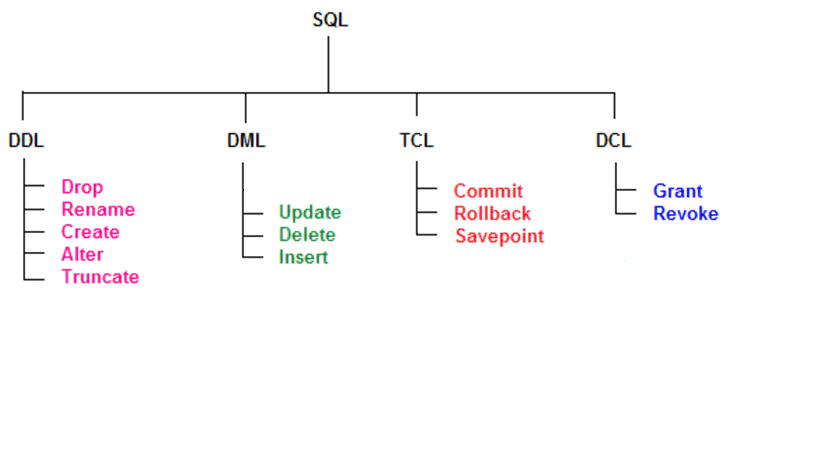 SQL
DDL
DML
TCL
DCL
Drop
Rename
Create
Alter
Truncate
Update
Delete
Insert
Commit
Rollback
Savepoint
Grant
Revoke